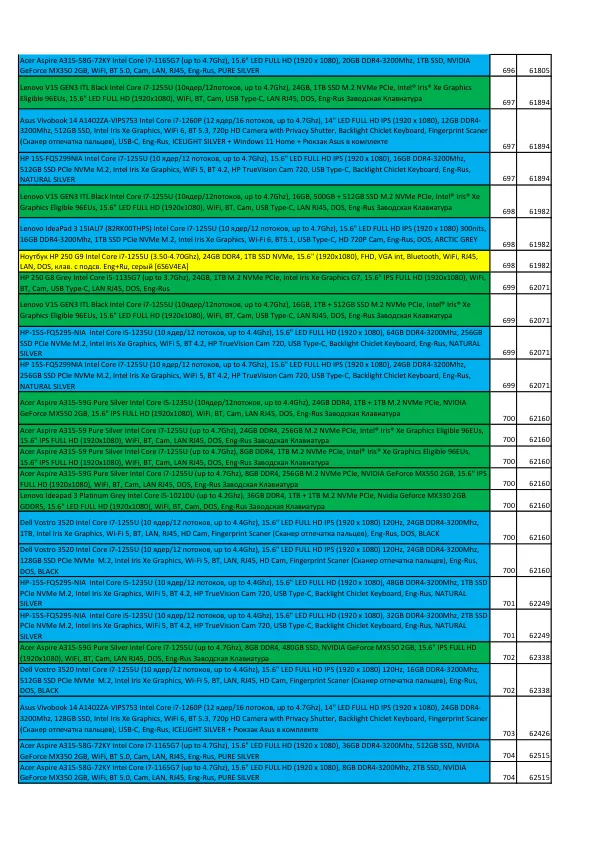 Acer Aspire A315-58G-72KY Intel Core i7-1165G7 (up to 4.7Ghz), 15.6" LED FULL HD (1920 x 1080), 20GB DDR4-3200Mhz, 1TB SSD, NVIDIA
GeForce MX350 2GB, WiFi, BT 5.0, Cam, LAN, RJ45, Eng-Rus, PURE SILVER 696 61805
Lenovo V15 GEN3 ITL Black Intel Core i7-1255U (10ядер/12потоков, up to 4.7Ghz), 24GB, 1TB SSD M.2 NVMe PCIe, Intel® Iris® Xe Graphics
Eligible 96EUs, 15.6" LED FULL HD (1920x1080), WiFi, BT, Cam, USB Type-C, LAN RJ45, DOS, Eng-Rus Заводская Клавиатура 697 61894
Asus Vivobook 14 A1402ZA-VIPS753 Intel Core i7-1260P (12 ядер/16 потоков, up to 4.7Ghz), 14" LED FULL HD IPS (1920 x 1080), 12GB DDR4-
3200Mhz, 512GB SSD, Intel Iris Xe Graphics, WiFi 6, BT 5.3, 720p HD Camera with Privacy Shutter, Backlight Chiclet Keyboard, Fingerprint Scaner
(Сканер отпечатка пальцев), USB-C, Eng-Rus, ICELIGHT SILVER + Windows 11 Home + Рюкзак Asus в комплекте 697 61894
HP 15S-FQ5299NIA Intel Core i7-1255U (10 ядер/12 потоков, up to 4.7Ghz), 15.6" LED FULL HD IPS (1920 x 1080), 16GB DDR4-3200Mhz,
512GB SSD PCIe NVMe M.2, Intel Iris Xe Graphics, WiFi 5, BT 4.2, HP TrueVision Cam 720, USB Type-C, Backlight Chiclet Keyboard, Eng-Rus,
NATURAL SILVER 697 61894
Lenovo V15 GEN3 ITL Black Intel Core i7-1255U (10ядер/12потоков, up to 4.7Ghz), 16GB, 500GB + 512GB SSD M.2 NVMe PCIe, Intel® Iris® Xe
Graphics Eligible 96EUs, 15.6" LED FULL HD (1920x1080), WiFi, BT, Cam, USB Type-C, LAN RJ45, DOS, Eng-Rus Заводская Клавиатура 698 61982
Lenovo IdeaPad 3 15IAU7 (82RK00THPS) Intel Core i7-1255U (10 ядер/12 потоков, up to 4.7Ghz), 15.6" LED FULL HD IPS (1920 x 1080) 300nits,
16GB DDR4-3200Mhz, 1TB SSD PCIe NVMe M.2, Intel Iris Xe Graphics, Wi-Fi 6, BT5.1, USB Type-C, HD 720P Cam, Eng-Rus, DOS, ARCTIC GREY 698 61982
Ноутбук HP 250 G9 Intel Core i7-1255U (3.50-4.70Ghz), 24GB DDR4, 1TB SSD NVMe, 15.6" (1920x1080), FHD, VGA int, Bluetooth, WiFi, RJ45,
LAN, DOS, клав. с подсв. Eng+Ru, серый [6S6V4EA] 698 61982
HP 250 G8 Grey Intel Core i5-1135G7 (up to 3.7Ghz), 24GB, 1TB M.2 NVMe PCIe, Intel Iris Xe Graphics G7, 15.6" IPS FULL HD (1920x1080), WiFi,
BT, Cam, USB Type-C, LAN RJ45, DOS, Eng-Rus 699 62071
Lenovo V15 GEN3 ITL Black Intel Core i7-1255U (10ядер/12потоков, up to 4.7Ghz), 16GB, 1TB + 512GB SSD M.2 NVMe PCIe, Intel® Iris® Xe
Graphics Eligible 96EUs, 15.6" LED FULL HD (1920x1080), WiFi, BT, Cam, USB Type-C, LAN RJ45, DOS, Eng-Rus Заводская Клавиатура 699 62071
HP-15S-FQ5295-NIA Intel Core i5-1235U (10 ядер/12 потоков, up to 4.4Ghz), 15.6" LED FULL HD IPS (1920 x 1080), 64GB DDR4-3200Mhz, 256GB
SSD PCIe NVMe M.2, Intel Iris Xe Graphics, WiFi 5, BT 4.2, HP TrueVision Cam 720, USB Type-C, Backlight Chiclet Keyboard, Eng-Rus, NATURAL
SILVER 699 62071
HP 15S-FQ5299NIA Intel Core i7-1255U (10 ядер/12 потоков, up to 4.7Ghz), 15.6" LED FULL HD IPS (1920 x 1080), 24GB DDR4-3200Mhz,
256GB SSD PCIe NVMe M.2, Intel Iris Xe Graphics, WiFi 5, BT 4.2, HP TrueVision Cam 720, USB Type-C, Backlight Chiclet Keyboard, Eng-Rus,
NATURAL SILVER 699 62071
Acer Aspire A315-59G Pure Silver Intel Core i5-1235U (10ядер/12потоков, up to 4.4Ghz), 24GB DDR4, 1TB + 1TB M.2 NVMe PCIe, NVIDIA
GeForce MX550 2GB, 15.6" IPS FULL HD (1920x1080), WiFi, BT, Cam, LAN RJ45, DOS, Eng-Rus Заводская Клавиатура 700 62160
Acer Aspire A315-59 Pure Silver Intel Core i7-1255U (up to 4.7Ghz), 24GB DDR4, 256GB M.2 NVMe PCIe, Intel® Iris® Xe Graphics Eligible 96EUs,
15.6" IPS FULL HD (1920x1080), WiFi, BT, Cam, LAN RJ45, DOS, Eng-Rus Заводская Клавиатура 700 62160
Acer Aspire A315-59 Pure Silver Intel Core i7-1255U (up to 4.7Ghz), 8GB DDR4, 1TB M.2 NVMe PCIe, Intel® Iris® Xe Graphics Eligible 96EUs,
15.6" IPS FULL HD (1920x1080), WiFi, BT, Cam, LAN RJ45, DOS, Eng-Rus Заводская Клавиатура 700 62160
Acer Aspire A315-59G Pure Silver Intel Core i7-1255U (up to 4.7Ghz), 8GB DDR4, 256GB M.2 NVMe PCIe, NVIDIA GeForce MX550 2GB, 15.6" IPS
FULL HD (1920x1080), WiFi, BT, Cam, LAN RJ45, DOS, Eng-Rus Заводская Клавиатура 700 62160
Lenovo Ideapad 3 Platinum Grey Intel Core i5-10210U (up to 4.2Ghz), 36GB DDR4, 1TB + 1TB M.2 NVMe PCIe, Nvidia Geforce MX330 2GB
GDDR5, 15.6" LED FULL HD (1920x1080), WiFi, BT, Cam, DOS, Eng-Rus Заводская Клавиатура 700 62160
Dell Vostro 3520 Intel Core i7-1255U (10 ядер/12 потоков, up to 4.4Ghz), 15.6" LED FULL HD IPS (1920 x 1080) 120Hz, 24GB DDR4-3200Mhz,
1TB, Intel Iris Xe Graphics, Wi-Fi 5, BT, LAN, RJ45, HD Cam, Fingerprint Scaner (Сканер отпечатка пальцев), Eng-Rus, DOS, BLACK 700 62160
Dell Vostro 3520 Intel Core i7-1255U (10 ядер/12 потоков, up to 4.4Ghz), 15.6" LED FULL HD IPS (1920 x 1080) 120Hz, 24GB DDR4-3200Mhz,
128GB SSD PCIe NVMe M.2, Intel Iris Xe Graphics, Wi-Fi 5, BT, LAN, RJ45, HD Cam, Fingerprint Scaner (Сканер отпечатка пальцев), Eng-Rus,
DOS, BLACK 700 62160
HP-15S-FQ5295-NIA Intel Core i5-1235U (10 ядер/12 потоков, up to 4.4Ghz), 15.6" LED FULL HD IPS (1920 x 1080), 48GB DDR4-3200Mhz, 1TB SSD
PCIe NVMe M.2, Intel Iris Xe Graphics, WiFi 5, BT 4.2, HP TrueVision Cam 720, USB Type-C, Backlight Chiclet Keyboard, Eng-Rus, NATURAL
SILVER 701 62249
HP-15S-FQ5295-NIA Intel Core i5-1235U (10 ядер/12 потоков, up to 4.4Ghz), 15.6" LED FULL HD IPS (1920 x 1080), 32GB DDR4-3200Mhz, 2TB SSD
PCIe NVMe M.2, Intel Iris Xe Graphics, WiFi 5, BT 4.2, HP TrueVision Cam 720, USB Type-C, Backlight Chiclet Keyboard, Eng-Rus, NATURAL
SILVER 701 62249
Acer Aspire A315-59G Pure Silver Intel Core i7-1255U (up to 4.7Ghz), 8GB DDR4, 480GB SSD, NVIDIA GeForce MX550 2GB, 15.6" IPS FULL HD
(1920x1080), WiFi, BT, Cam, LAN RJ45, DOS, Eng-Rus Заводская Клавиатура 702 62338
Dell Vostro 3520 Intel Core i7-1255U (10 ядер/12 потоков, up to 4.4Ghz), 15.6" LED FULL HD IPS (1920 x 1080) 120Hz, 16GB DDR4-3200Mhz,
512GB SSD PCIe NVMe M.2, Intel Iris Xe Graphics, Wi-Fi 5, BT, LAN, RJ45, HD Cam, Fingerprint Scaner (Сканер отпечатка пальцев), Eng-Rus,
DOS, BLACK 702 62338
Asus Vivobook 14 A1402ZA-VIPS753 Intel Core i7-1260P (12 ядер/16 потоков, up to 4.7Ghz), 14" LED FULL HD IPS (1920 x 1080), 24GB DDR4-
3200Mhz, 128GB SSD, Intel Iris Xe Graphics, WiFi 6, BT 5.3, 720p HD Camera with Privacy Shutter, Backlight Chiclet Keyboard, Fingerprint Scaner
(Сканер отпечатка пальцев), USB-C, Eng-Rus, ICELIGHT SILVER + Рюкзак Asus в комплекте 703 62426
Acer Aspire A315-58G-72KY Intel Core i7-1165G7 (up to 4.7Ghz), 15.6" LED FULL HD (1920 x 1080), 36GB DDR4-3200Mhz, 512GB SSD, NVIDIA
GeForce MX350 2GB, WiFi, BT 5.0, Cam, LAN, RJ45, Eng-Rus, PURE SILVER 704 62515
Acer Aspire A315-58G-72KY Intel Core i7-1165G7 (up to 4.7Ghz), 15.6" LED FULL HD (1920 x 1080), 8GB DDR4-3200Mhz, 2TB SSD, NVIDIA
GeForce MX350 2GB, WiFi, BT 5.0, Cam, LAN, RJ45, Eng-Rus, PURE SILVER 704 62515